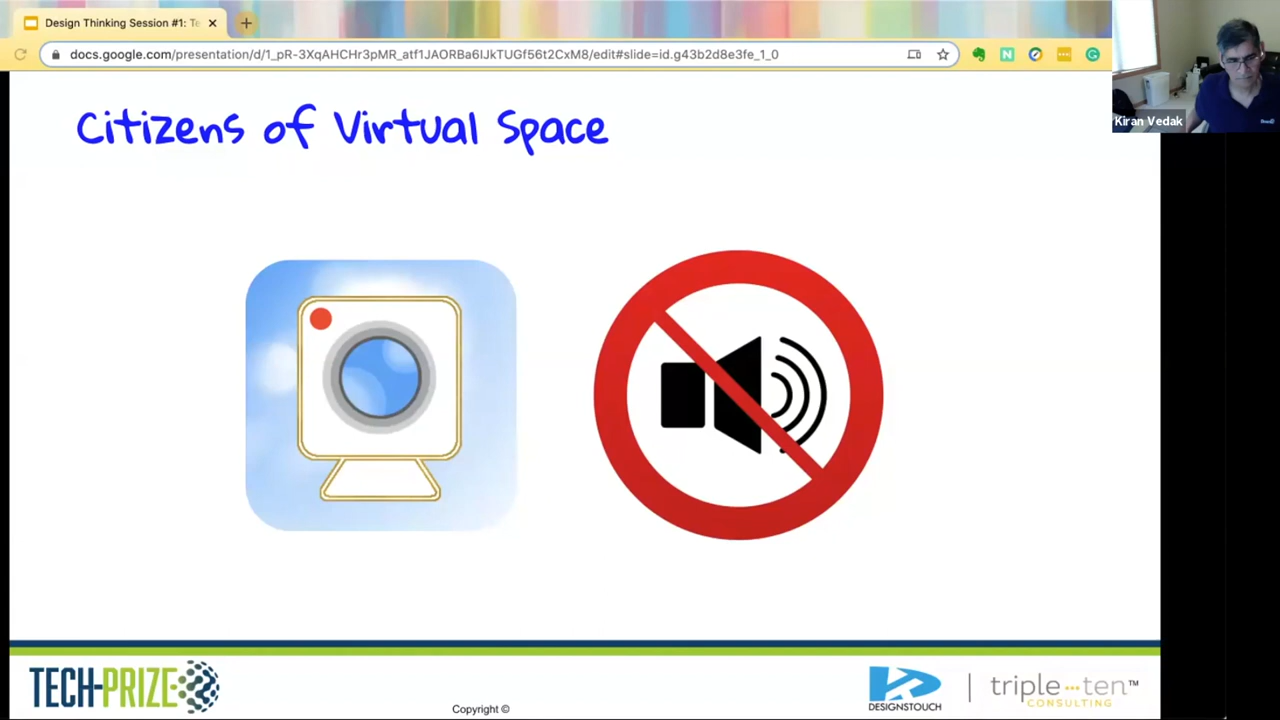 Design Thinking Session #1: Te
docs.google.com/presentation/d/1_pR-3XqAHCHr3pMR_atf1JAORBa6IJkTUGf56t2CxM8/edit#slide=id.g43b2d8e3fe_1_0
Kiran Vedak
Citizens of Virtual Space
TECH-PRIZE
Copyright ©
DESIGNSTOUCH
triple···ten™
CONSULTING